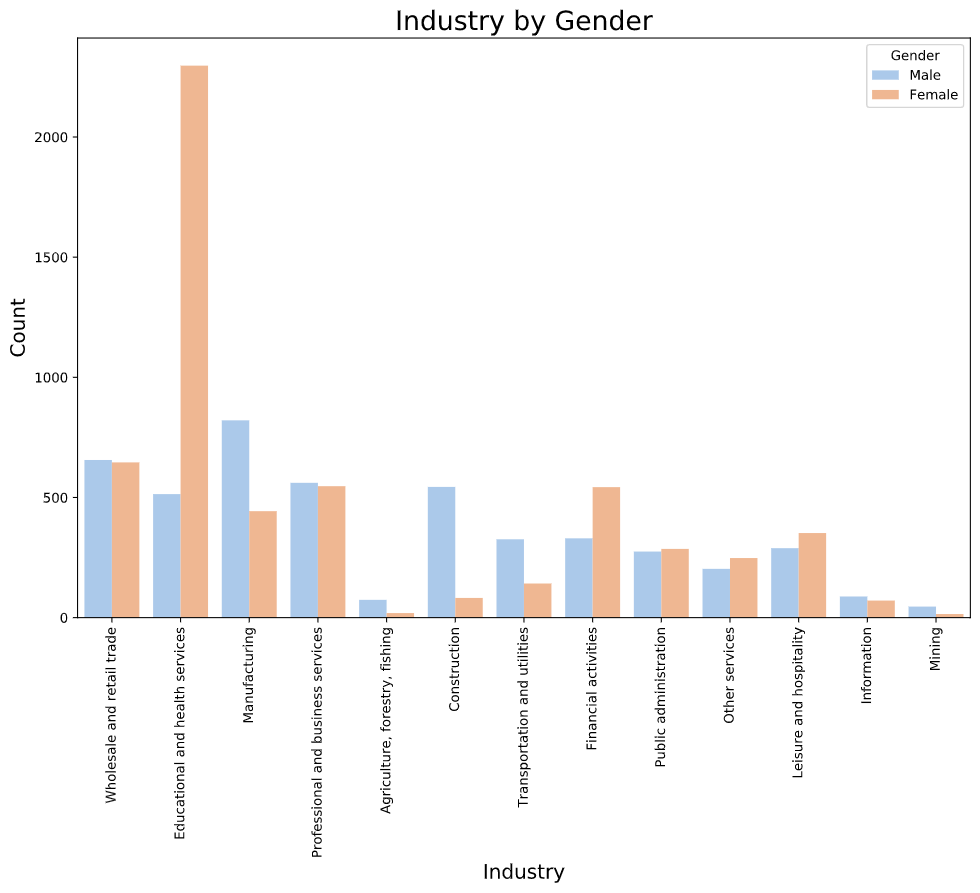 Industry by Gender
Gender
Male
Female
2000
1500
1000
500
0
Count
Wholesale and retail trade
Educational and health services
Manufacturing
Professional and business services
Agriculture, forestry, fishing
Construction
Transportation and utilities
Financial activities
Public administration
Other services
Leisure and hospitality
Information
Mining
Industry